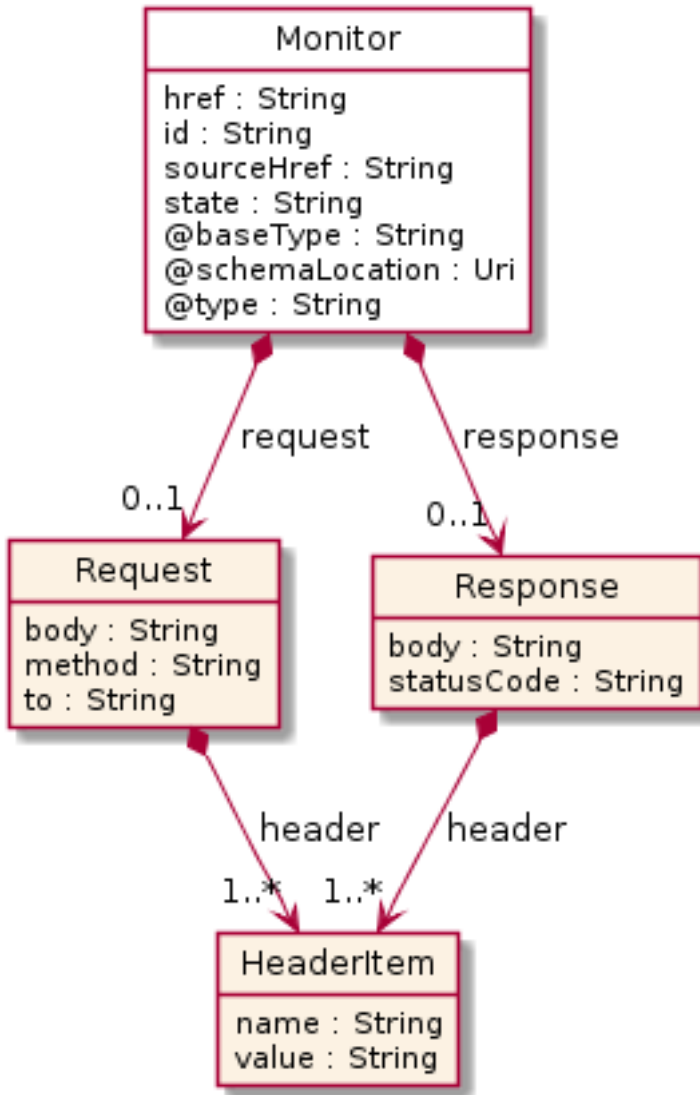 Monitor
href : String
id : String
sourceHref : String
state : String
@baseType : String
@schemaLocation : Uri
@type : String
request
response
0..1
0..1
Request
body : String
method : String
to : String
Response
body : String
statusCode : String
header
header
1..*
1..*
HeaderItem
name : String
value : String